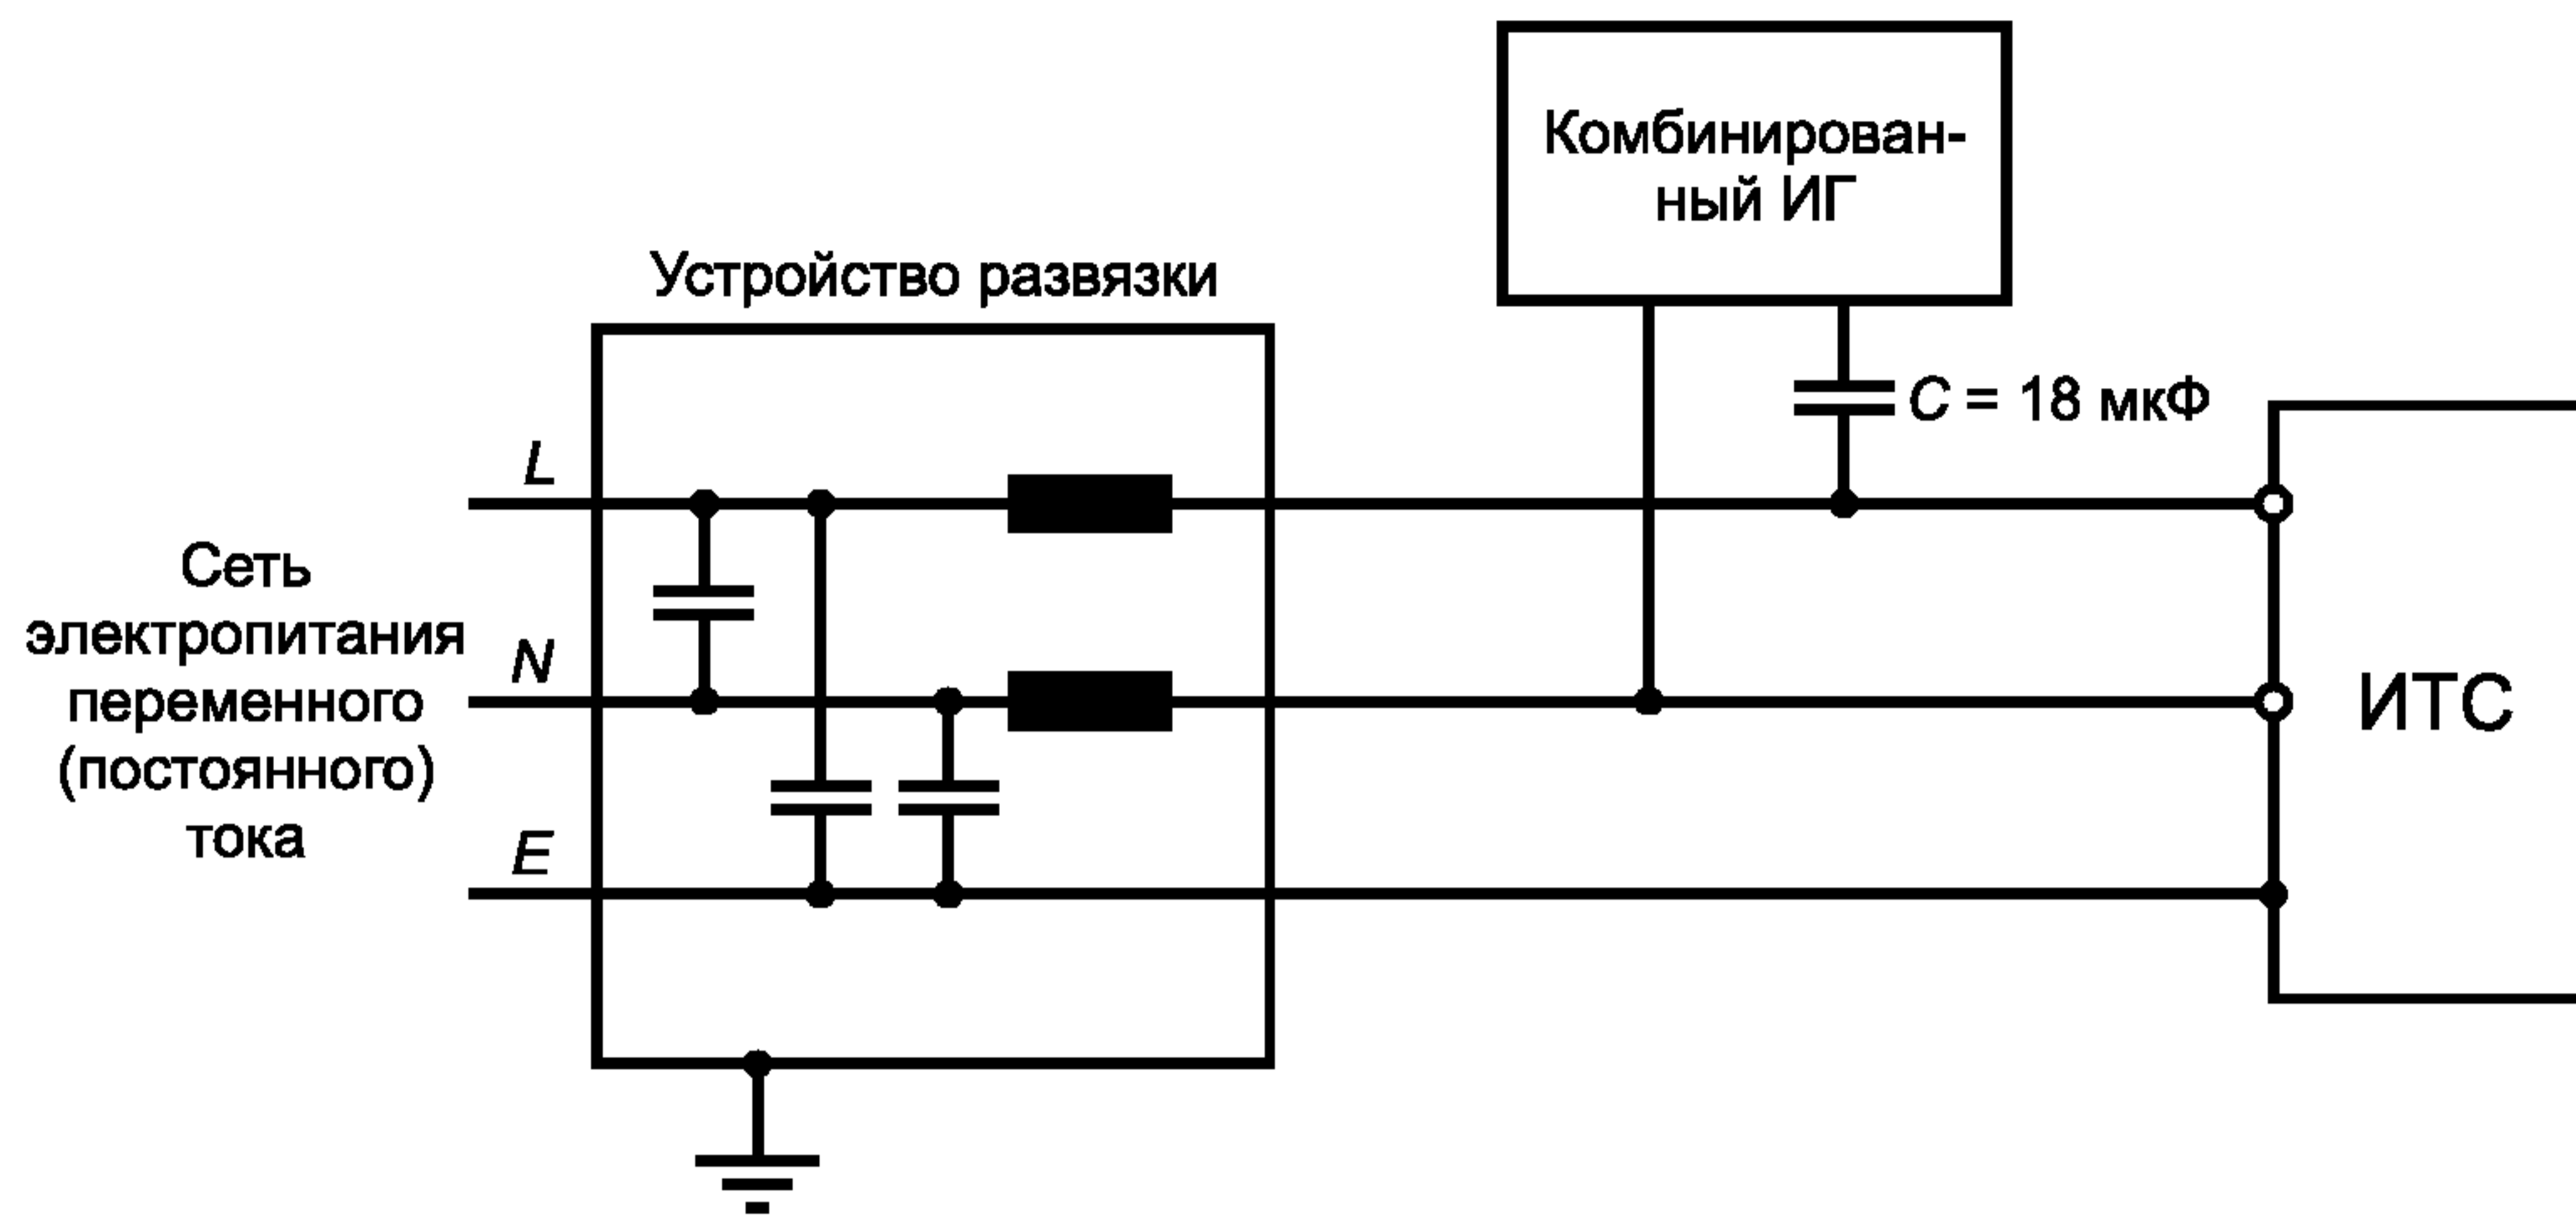 Комбинирован-
ный ИГ
Устройство развязки
C = 18 мкФ
L
Сеть
электропитания
переменного
(постоянного)
тока
N
E
ИТС